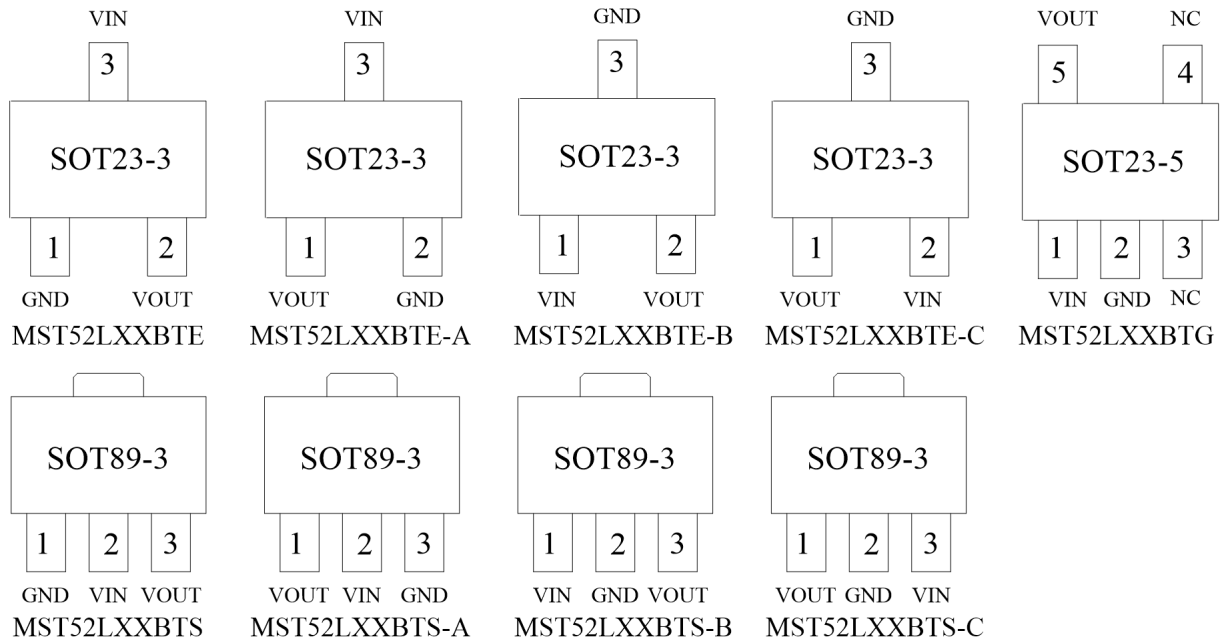 VIN VIN GND GND VOUT NC
3 3 3 3 5 4
SOT23-3 SOT23-3 SOT23-3 SOT23-3 SOT23-5
1 2 1 2 1 2 1 2 1 2 3
GND VOUT VOUT GND VIN VOUT VOUT VIN VIN GND NC
MST52LXXBTE MST52LXXBTE-A MST52LXXBTE-B MST52LXXBTE-C MST52LXXBTG
SOT89-3 SOT89-3 SOT89-3 SOT89-3
1 2 3 1 2 3 1 2 3 1 2 3
GND VIN VOUT VOUT VIN GND VIN GND VOUT VOUT GND VIN
MST52LXXBTS MST52LXXBTS-A MST52LXXBTS-B MST52LXXBTS-C